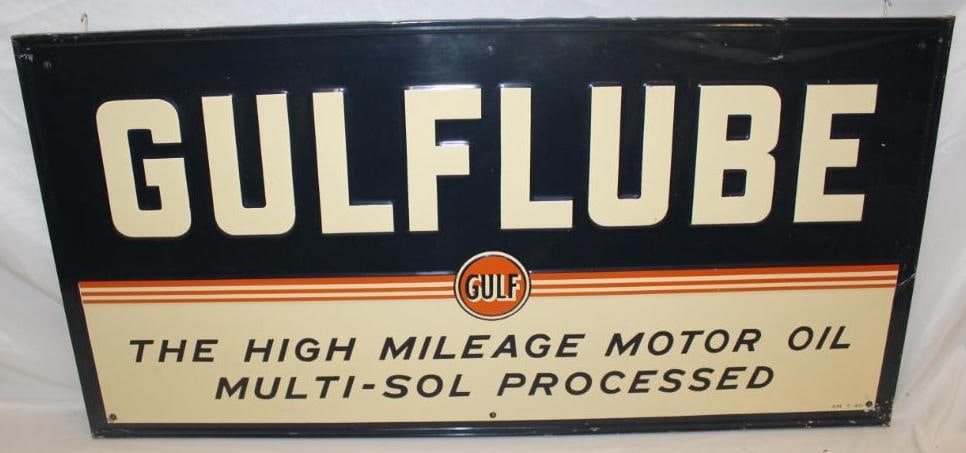 GULFLUBE
GULF
THE HIGH MILEAGE MOTOR OIL
MULTI-SOL PROCESSED